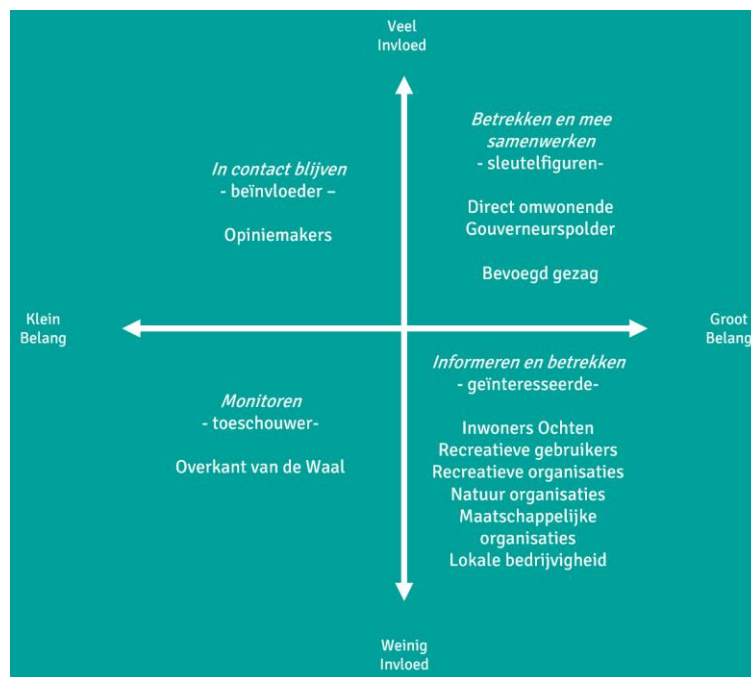 Veel
Invloed
Betrekken en mee
samenwerken
- sleutelfiguren-
Direct omwonende
Gouverneurspolder
Bevoegd gezag
In contact blijven
- beïnvloeder –
Opiniemakers
Klein
Belang
Groot
Belang
Informeren en betrekken
- geïnteresseerde-
Inwoners Ochten
Recreatieve gebruikers
Recreatieve organisaties
Natuur organisaties
Maatschappelijke
organisaties
Lokale bedrijvigheid
Monitoren
- toeschouwer-
Overkant van de Waal
Weinig
Invloed